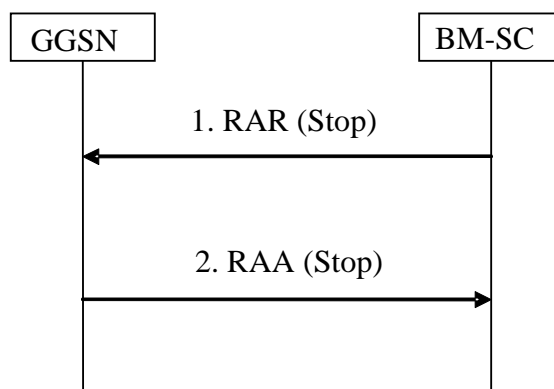 GGSN
BM-SC
1. RAR (Stop)
2. RAA (Stop)